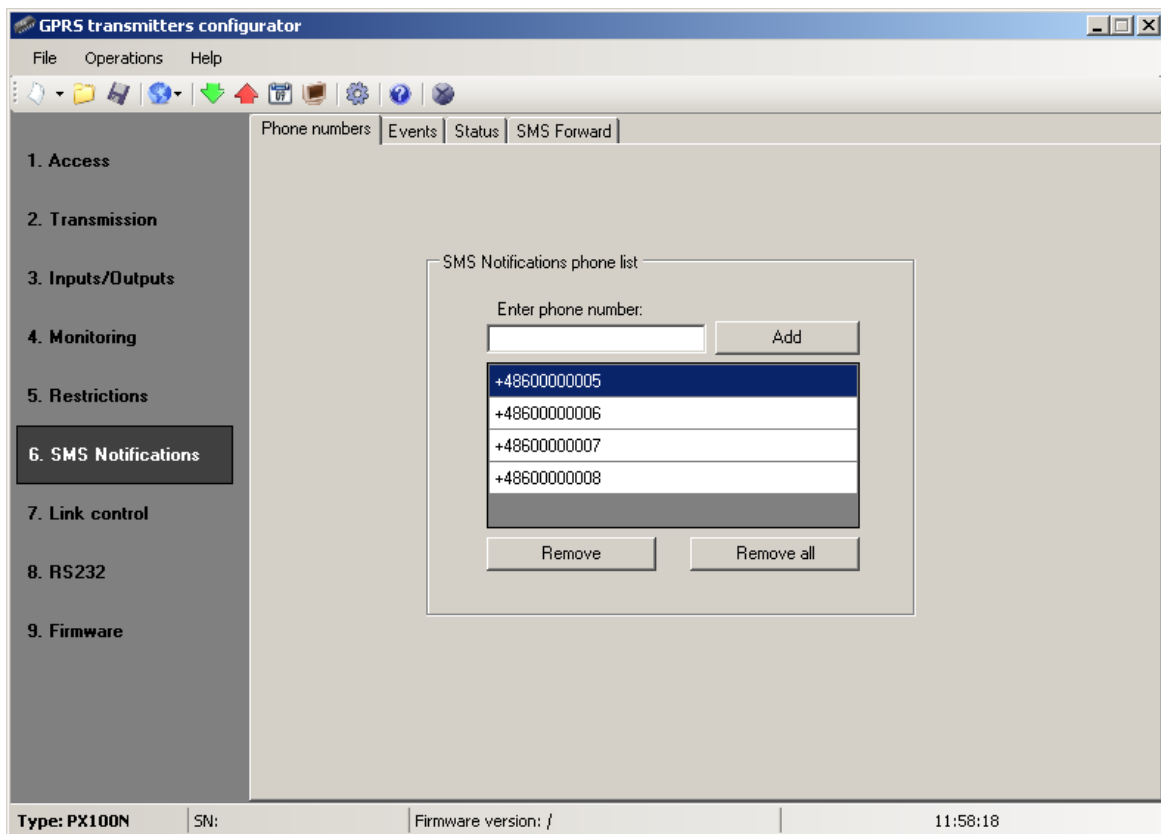 GPRS transmitters configurator
File Operations Help
Phone numbers Events Status SMS Forward
1. Access
2. Transmission
3. Inputs/Outputs
4. Monitoring
5. Restrictions
6. SMS Notifications
7. Link control
8. RS232
9. Firmware
SMS Notifications phone list
Enter phone number:
Add
+48600000005
+48600000006
+48600000007
+48600000008
Remove Remove all
Type: PX100N SN: Firmware version: / 11:58:18